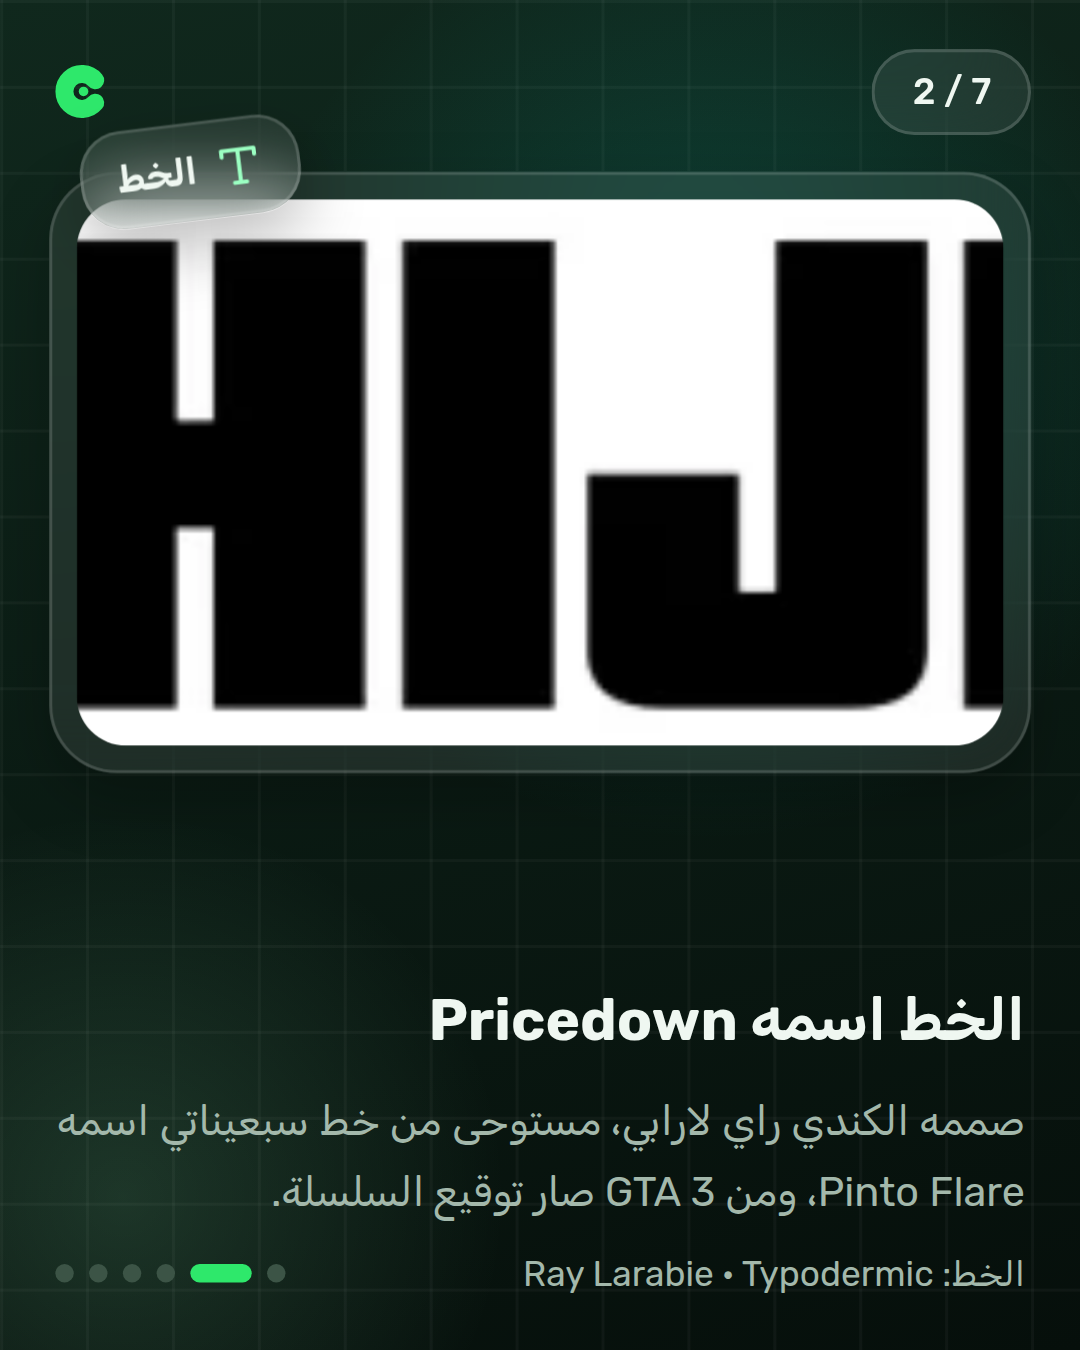 2 / 7
الخط
HIJ
الخط اسمه Pricedown
صممه الكندي راي لارابي، مستوحى من خط سبعيناتي اسمه
Pinto Flare، ومن GTA 3 صار توقيع السلسلة.
الخط: Ray Larabie • Typodermic